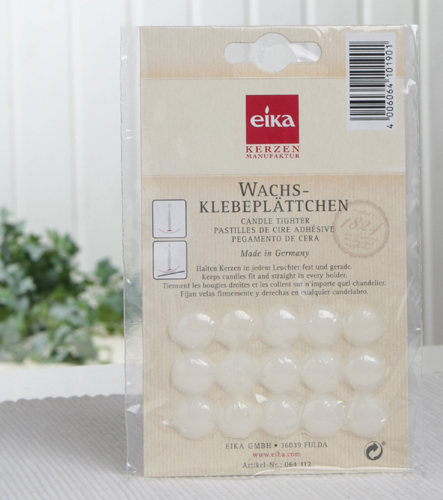 4 006064 101901
eika
KERZEN
MANUFAKTUR
WACHS-
KLEBEPLÄTTCHEN
CANDLE TIGHTER
PASTILLES DE CIRE ADHÉSIVE
PEGAMENTO DE CERA
1824
Made in Germany
Halten Kerzen in jedem Leuchter fest und gerade.
Keeps candles fit and straight in every holder.
Tiennent les bougies droites et les collent sur n'importe quel chandelier.
Fijan velas firmesente y derechas en cualquier candelabro.
EIKA GMBH • 36039 FULDA
www.eika.com
Artikel-Nr.: 064 112